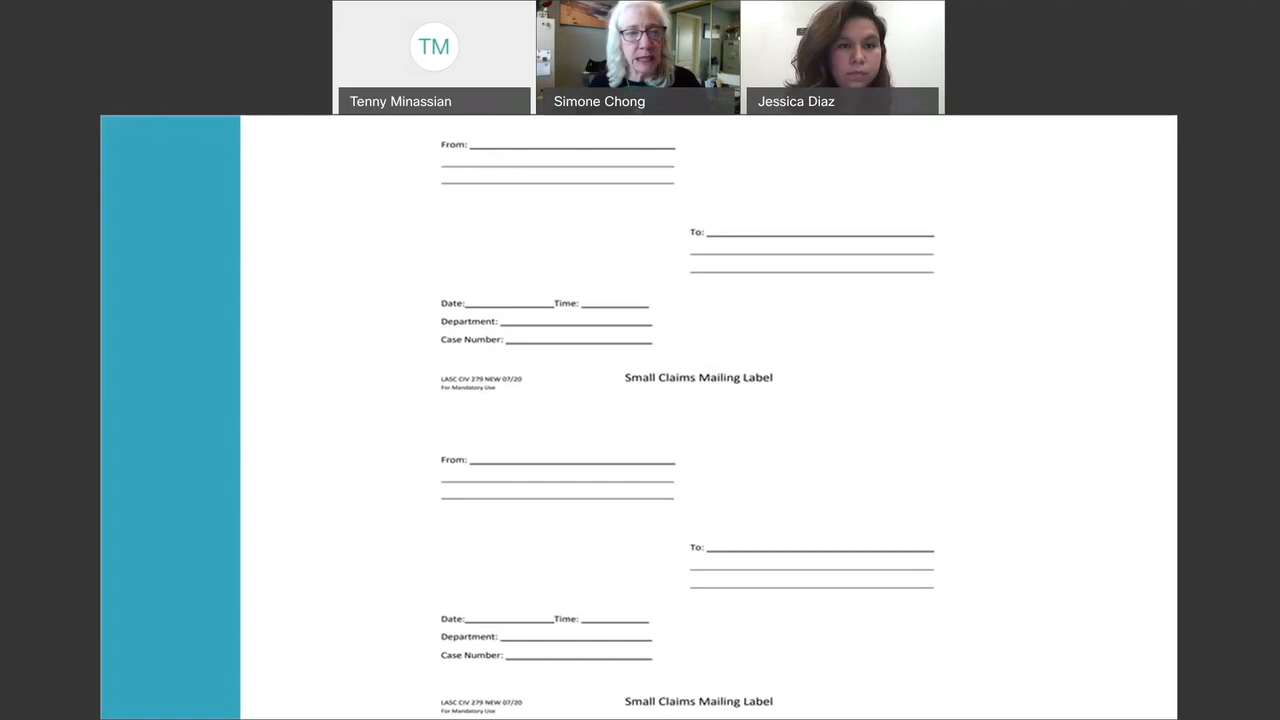 TM
Tenny Minassian
Simone Chong
Jessica Diaz
From:
To:
Date: Time:
Department:
Case Number:
LASC CIV 279 NEW 07/20
For Mandatory Use
Small Claims Mailing Label
From:
To:
Date: Time:
Department:
Case Number:
LASC CIV 279 NEW 07/20
For Mandatory Use
Small Claims Mailing Label